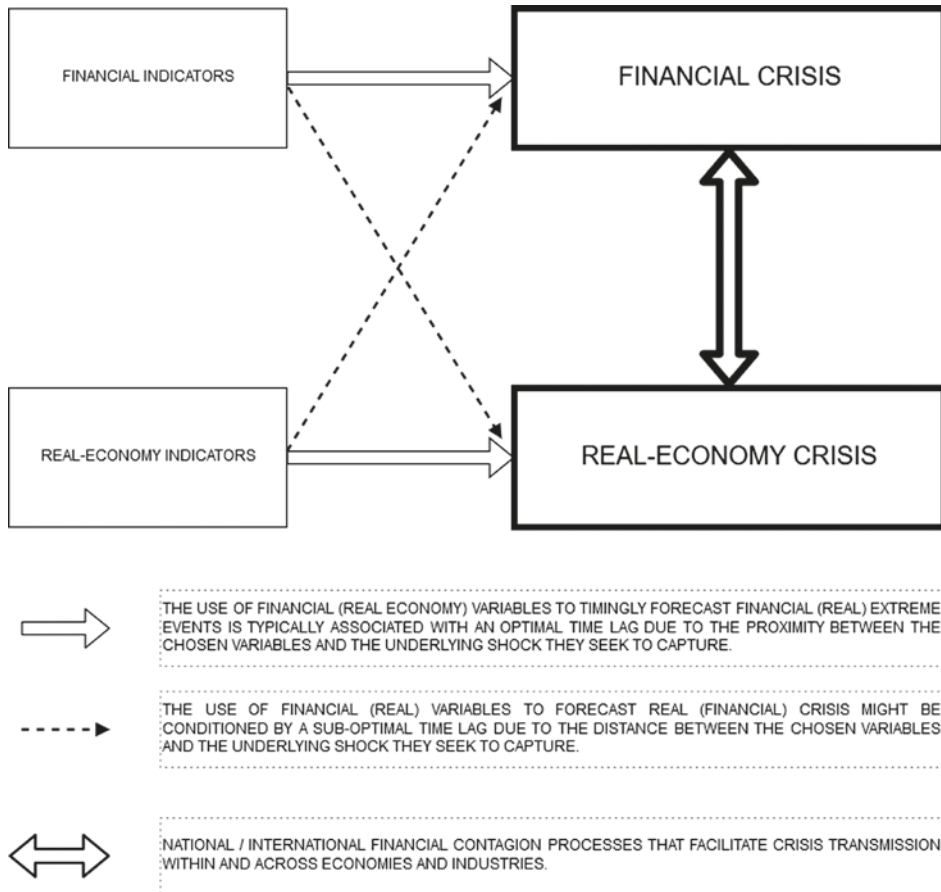 FINANCIAL INDICATORS
FINANCIAL CRISIS
REAL-ECONOMY INDICATORS
REAL-ECONOMY CRISIS
THE USE OF FINANCIAL (REAL ECONOMY) VARIABLES TO TIMINGLY FORECAST FINANCIAL (REAL) EXTREME
EVENTS IS TYPICALLY ASSOCIATED WITH AN OPTIMAL TIME LAG DUE TO THE PROXIMITY BETWEEN THE
CHOSEN VARIABLES AND THE UNDERLYING SHOCK THEY SEEK TO CAPTURE.
THE USE OF FINANCIAL (REAL) VARIABLES TO FORECAST REAL (FINANCIAL) CRISIS MIGHT BE
CONDITIONED BY A SUB-OPTIMAL TIME LAG DUE TO THE DISTANCE BETWEEN THE CHOSEN VARIABLES
AND THE UNDERLYING SHOCK THEY SEEK TO CAPTURE.
NATIONAL / INTERNATIONAL FINANCIAL CONTAGION PROCESSES THAT FACILITATE CRISIS TRANSMISSION
WITHIN AND ACROSS ECONOMIES AND INDUSTRIES.